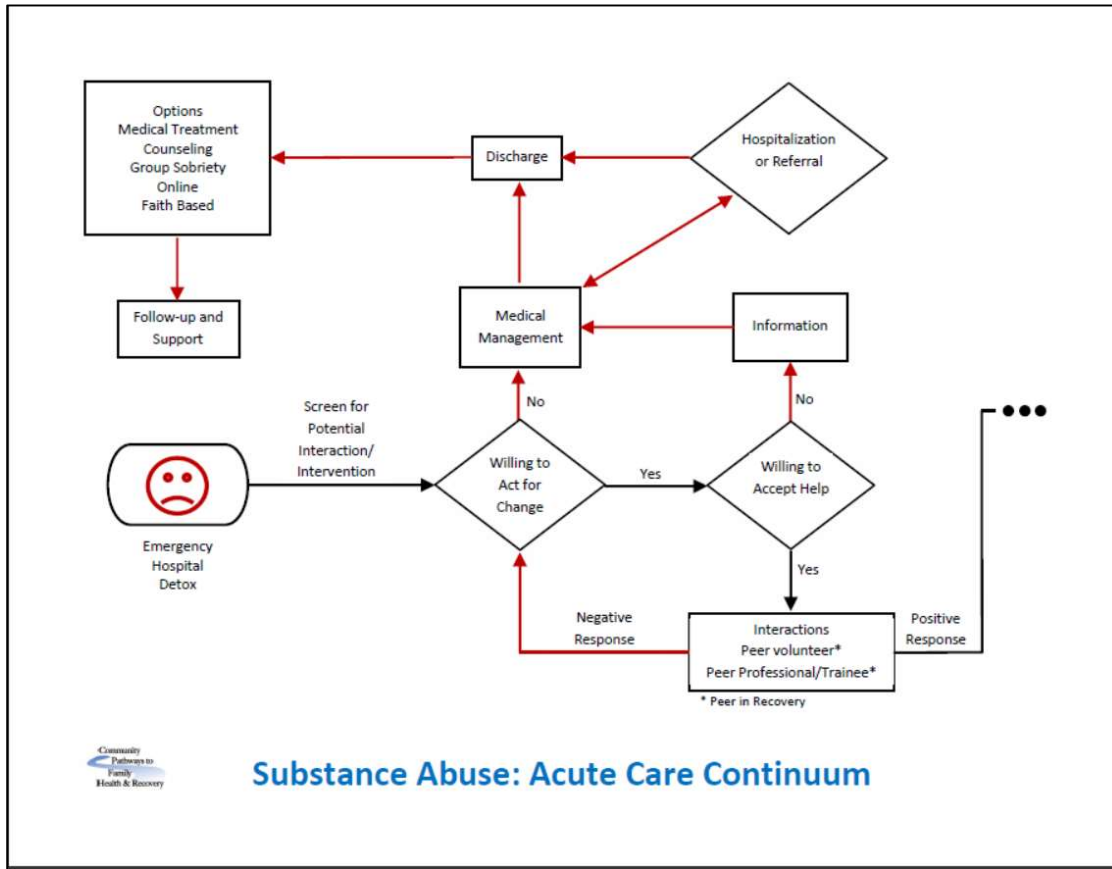 Options
Medical Treatment
Counseling
Group Sobriety
Online
Faith Based
Discharge
Hospitalization
or Referral
Follow-up and
Support
Medical
Management
Information
No
No
Screen for
Potential
Interaction/
Intervention
Willing to
Act for
Change
Yes
Willing to
Accept Help
Emergency
Hospital
Detox
Yes
Negative
Response
Interactions
Peer volunteer*
Peer Professional/Trainee*
Positive
Response
* Peer in Recovery
Community
Pathways to
Family
Health & Recovery
Substance Abuse: Acute Care Continuum